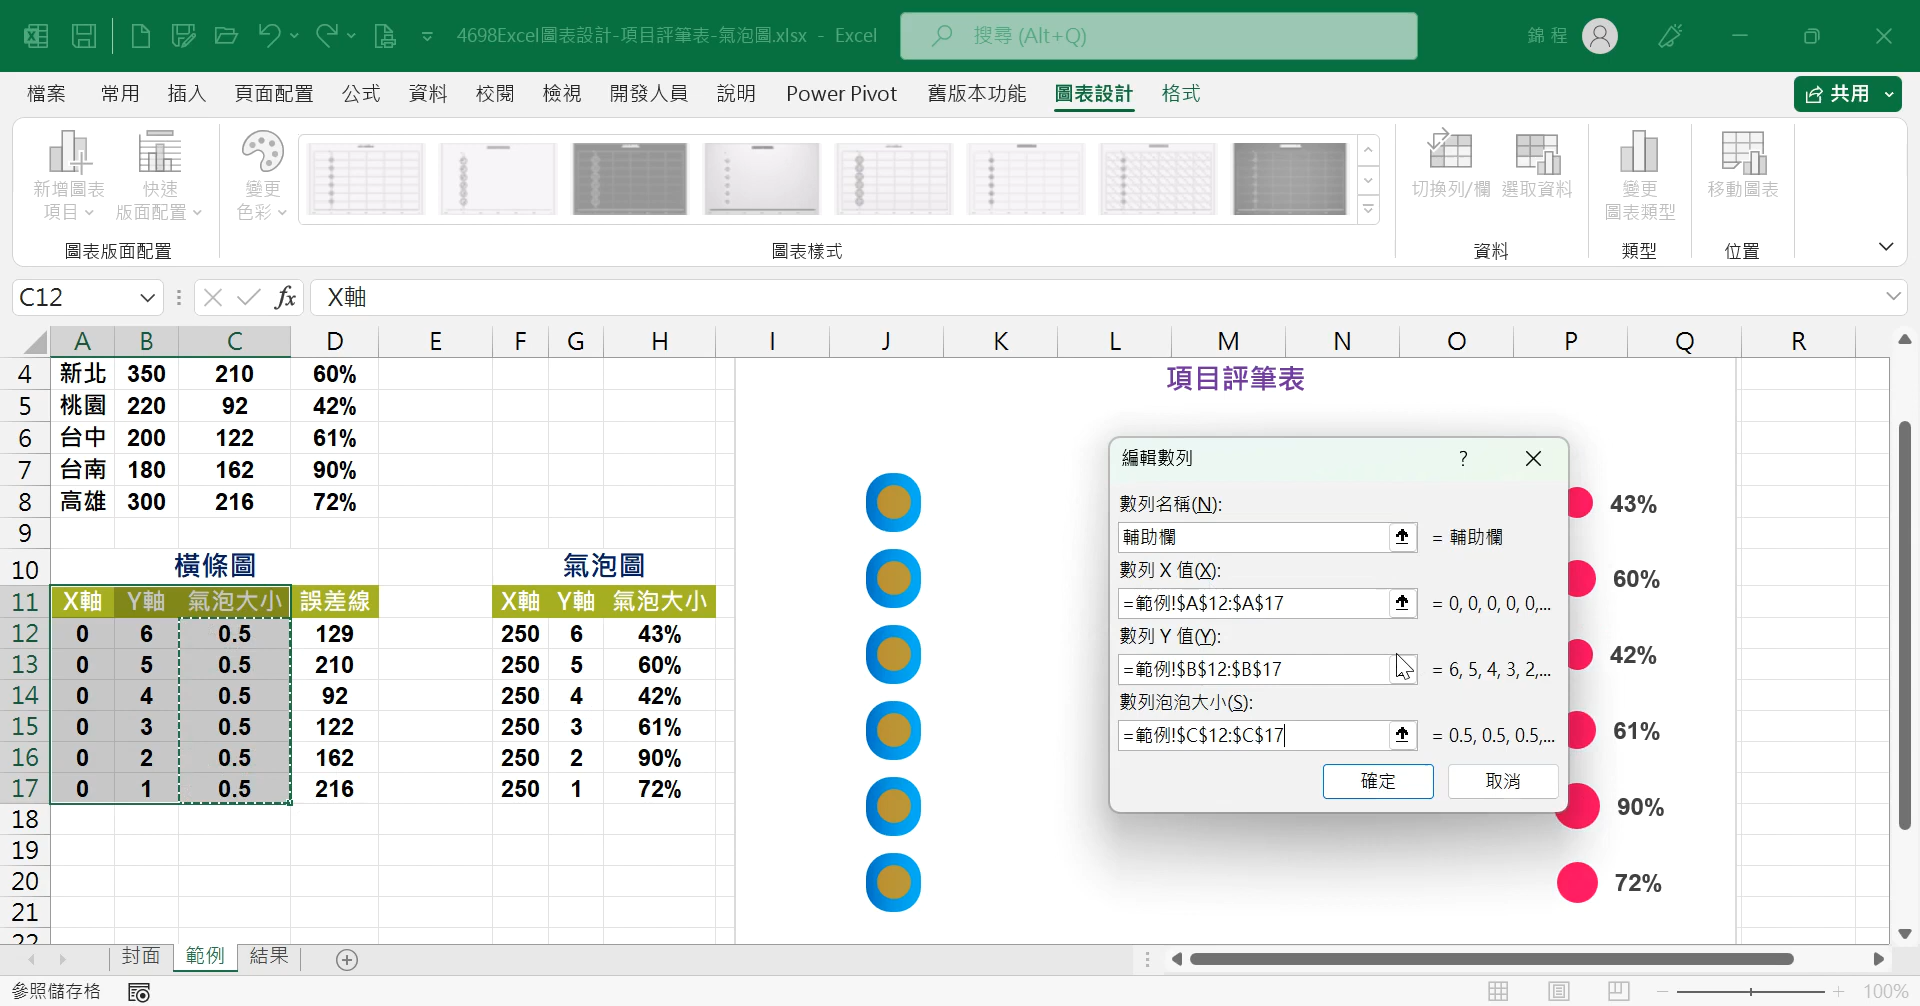 4698Excel圖表設計-項目評筆表-氣泡圖.xlsx - Excel
搜尋 (Alt+Q)
錦 程
檔案 常用 插入 頁面配置 公式 資料 校閱 檢視 開發人員 說明 Power Pivot 舊版本功能 圖表設計 格式
共用
新增圖表項目
快速版面配置
變更色彩
切換列/欄 選取資料
變更圖表類型
移動圖表
圖表版面配置 圖表樣式 資料 類型 位置
C12 fx X軸
A B C D E F G H I J K L M N O P Q R
4 新北 350 210 60%
5 桃園 220 92 42%
6 台中 200 122 61%
7 台南 180 162 90%
8 高雄 300 216 72%
9
10 橫條圖 氣泡圖
11 X軸 Y軸 氣泡大小 誤差線 X軸 Y軸 氣泡大小
12 0 6 0.5 129 250 6 43%
13 0 5 0.5 210 250 5 60%
14 0 4 0.5 92 250 4 42%
15 0 3 0.5 122 250 3 61%
16 0 2 0.5 162 250 2 90%
17 0 1 0.5 216 250 1 72%
18
19
20
21
22
項目評筆表
43%
60%
42%
61%
90%
72%
編輯數列 ?
數列名稱(N):
輔助欄 = 輔助欄
數列 X 值(X):
=範例!$A$12:$A$17 = 0, 0, 0, 0, 0,...
數列 Y 值(Y):
=範例!$B$12:$B$17 = 6, 5, 4, 3, 2,...
數列泡泡大小(S):
=範例!$C$12:$C$17 = 0.5, 0.5, 0.5,...
確定 取消
封面 範例 結果
參照儲存格
100%